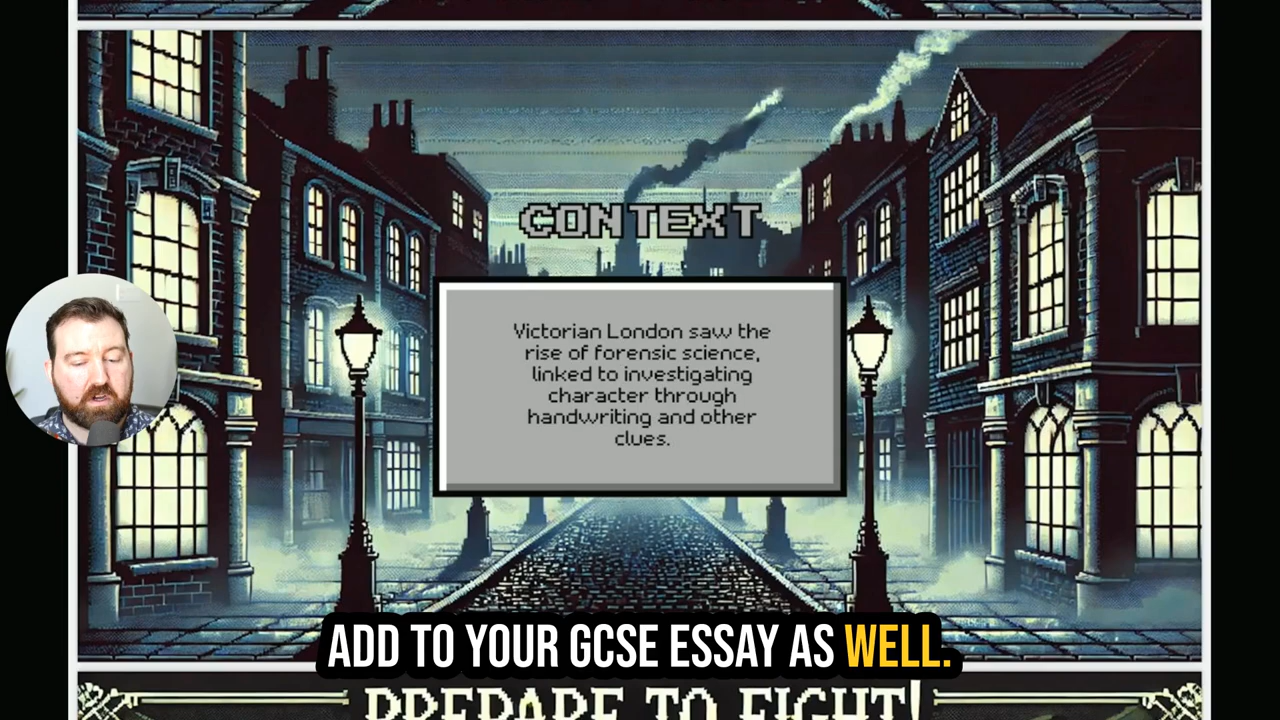 CONTEXT
Victorian London saw the
rise of forensic science,
linked to investigating
character through
handwriting and other
clues.
ADD TO YOUR GCSE ESSAY AS WELL.
PREPARE TO FIGHT!